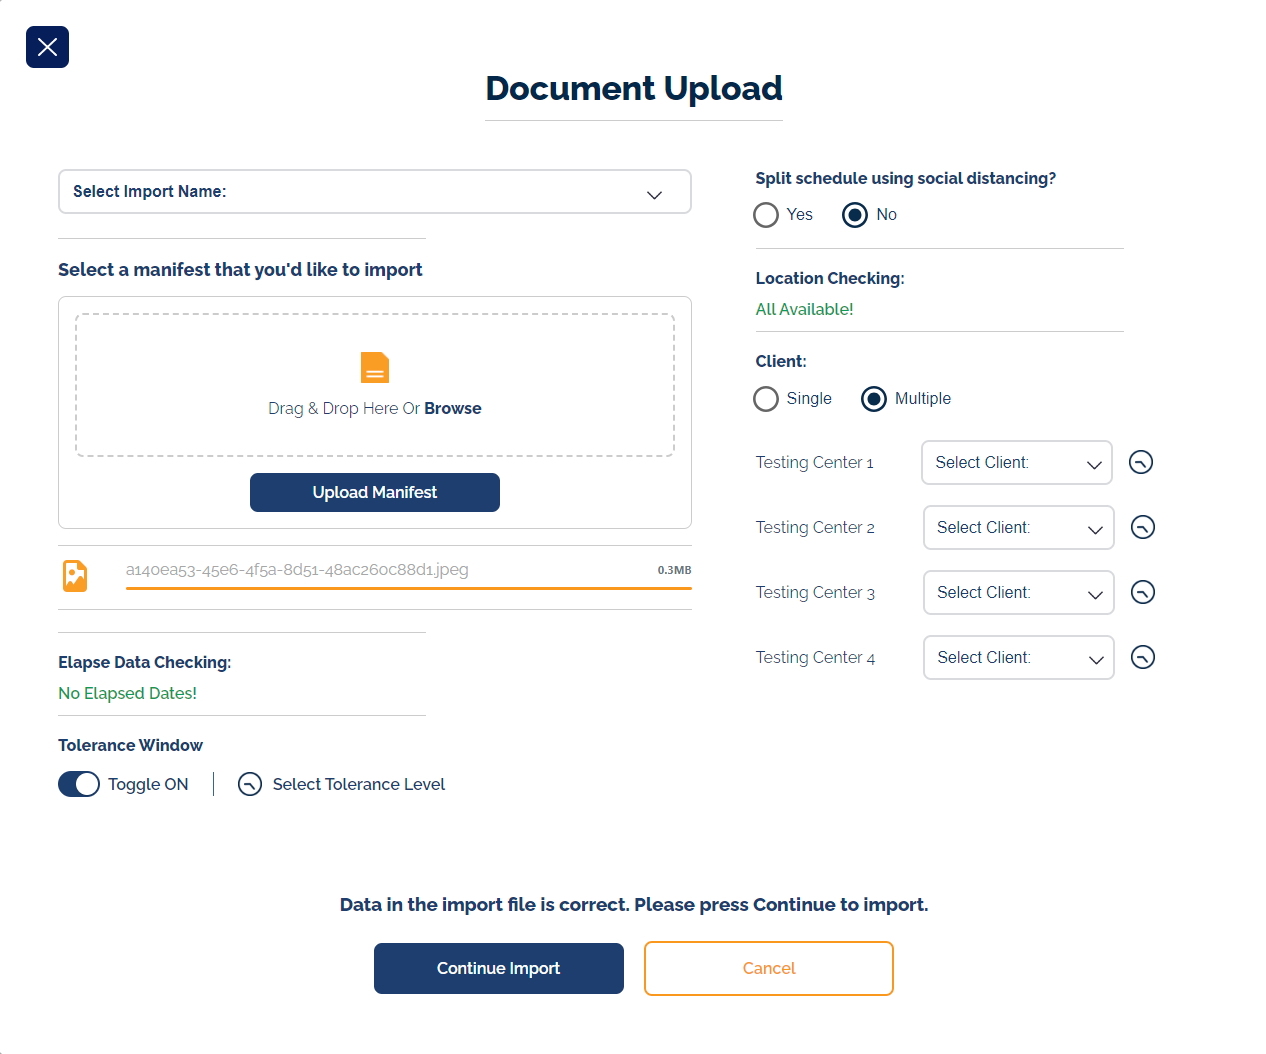 Document Upload
Select Import Name:
Select a manifest that you'd like to import
Drag & Drop Here Or Browse
Upload Manifest
a140ea53-45e6-4f5a-8d51-48ac260c88d1.jpeg
0.3MB
Elapse Data Checking:
No Elapsed Dates!
Tolerance Window
Toggle ON
Select Tolerance Level
Split schedule using social distancing?
Yes
No
Location Checking:
All Available!
Client:
Single
Multiple
Testing Center 1
Select Client:
Testing Center 2
Select Client:
Testing Center 3
Select Client:
Testing Center 4
Select Client:
Data in the import file is correct. Please press Continue to import.
Continue Import
Cancel